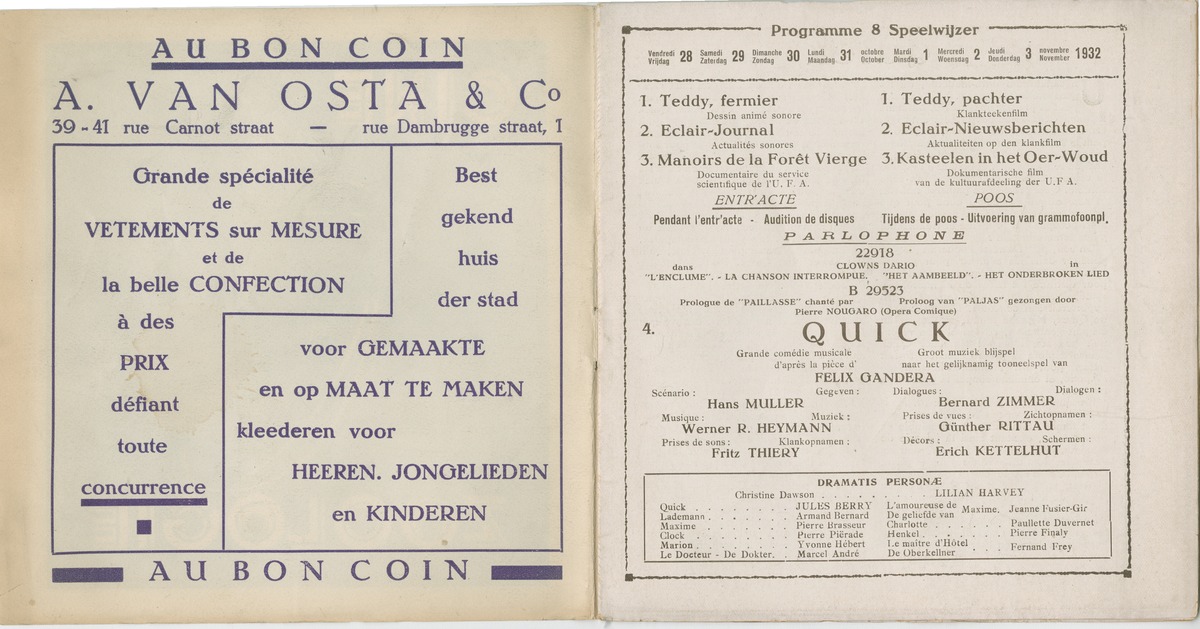 AU BON COIN
A. VAN OSTA & Co
39-41 rue Carnot straat — rue Dambrugge straat, 1
Grande spécialité
de
VETEMENTS sur MESURE
et de
la belle CONFECTION
à des
PRIX
défiant
toute
concurrence
Best
gekend
huis
der stad
voor GEMAAKTE
en op MAAT TE MAKEN
kleederen voor
HEEREN. JONGELIEDEN
en KINDEREN
AU BON COIN
Programme 8 Speelwijzer
Vendredi Vrijdag 28 Samedi Zaterdag 29 Dimanche Zondag 30 Lundi Maandag 31 octobre October Mardi Dinsdag 1 Mercredi Woensdag 2 Jeudi Donderdag 3 novembre November 1932
1. Teddy, fermier
Dessin animé sonore
2. Eclair-Journal
Actualités sonores
3. Manoirs de la Forêt Vierge
Documentaire du service
scientifique de l'U. F. A.
ENTR'ACTE
Pendant l'entr'acte - Audition de disques
1. Teddy, pachter
Klankteekenfilm
2. Eclair-Nieuwsberichten
Aktualiteiten op den klankfilm
3. Kasteelen in het Oer-Woud
Dokumentarische film
van de kultuurafdeeling der U.F A.
POOS
Tijdens de poos - Uitvoering van grammofoonpl.
PARLOPHONE
22918
dans CLOWNS DARIO in
"L'ENCLUME". - LA CHANSON INTERROMPUE. "HET AAMBEELD". - HET ONDERBROKEN LIED
B 29523
Prologue de "PAILLASSE" chanté par Proloog van "PALJAS" gezongen door
Pierre NOUGARO (Opera Comique)
4. QUICK
Grande comédie musicale Groot muziek blijspel
d'après la pièce d' naar het gelijknamig tooneelspel van
FELIX GANDERA
Scénario : Gegeven : Dialogues : Dialogen :
Hans MULLER Bernard ZIMMER
Musique : Muziek : Prises de vues : Zichtopnamen :
Werner R. HEYMANN Günther RITTAU
Prises de sons : Klankopnamen : Décors : Schermen :
Fritz THIERY Erich KETTELHUT
DRAMATIS PERSONÆ
Christine Dawson . . . . . . . . . LILIAN HARVEY
Quick . . . . . . . . JULES BERRY
Lademann . . . . . . . Armand Bernard
Maxime . . . . . . . Pierre Brasseur
Clock . . . . . . . . Pierre Piérade
Marion . . . . . . . . Yvonne Hébert
Le Docteur - De Dokter. . . Marcel André
L'amoureuse de
De geliefde van Maxime. Jeanne Fusier-Gir
Charlotte . . . . . . Paullette Duvernet
Henkel . . . . . . . Pierre Finaly
Le maître d'Hôtel
De Oberkellner . . . Fernand Frey